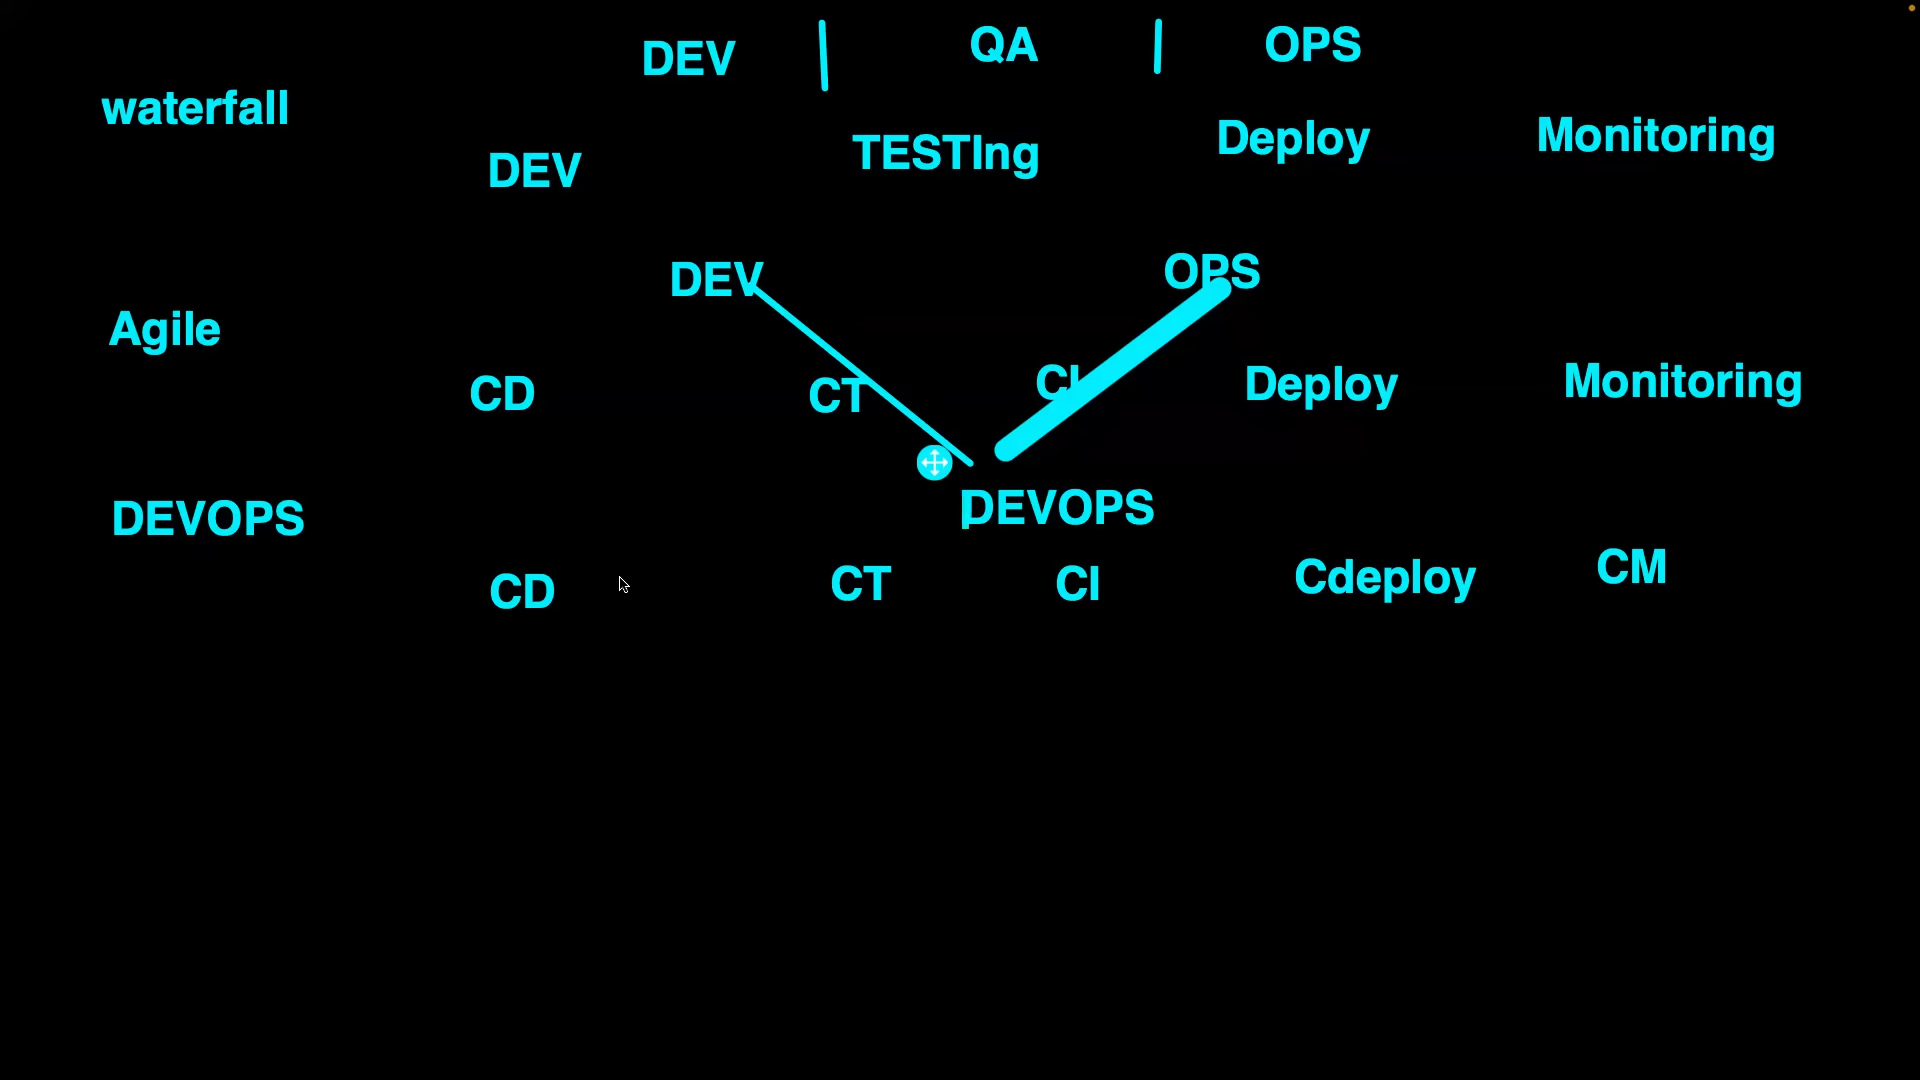 DEV | QA | OPS
waterfall
DEV TESTIng Deploy Monitoring
DEV OPS
Agile
CD CT CI Deploy Monitoring
DEVOPS DEVOPS
CD CT CI Cdeploy CM